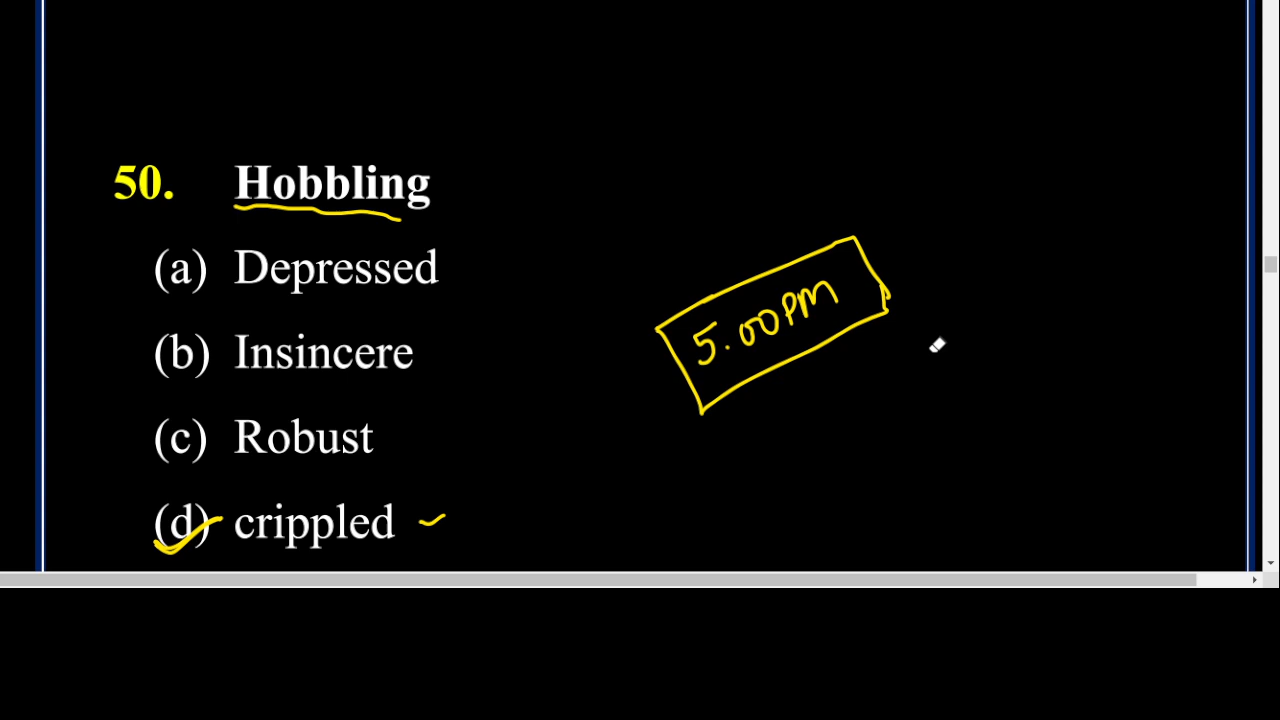 50. Hobbling
(a) Depressed
5.00PM
(b) Insincere
(c) Robust
(d) crippled